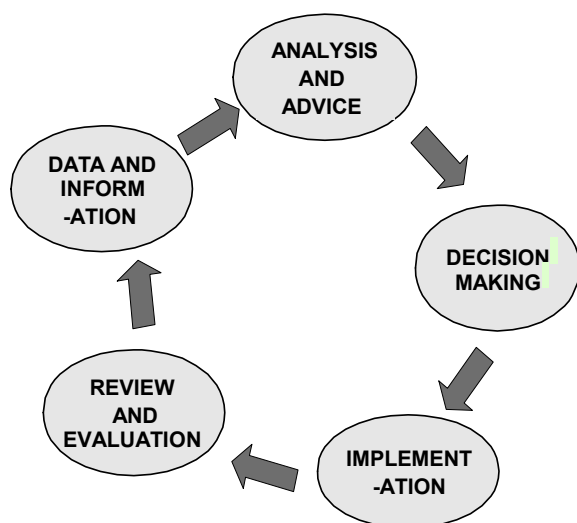 ANALYSIS
AND
ADVICE
DECISION
MAKING
IMPLEMENT
-ATION
REVIEW
AND
EVALUATION
DATA AND
INFORM
-ATION